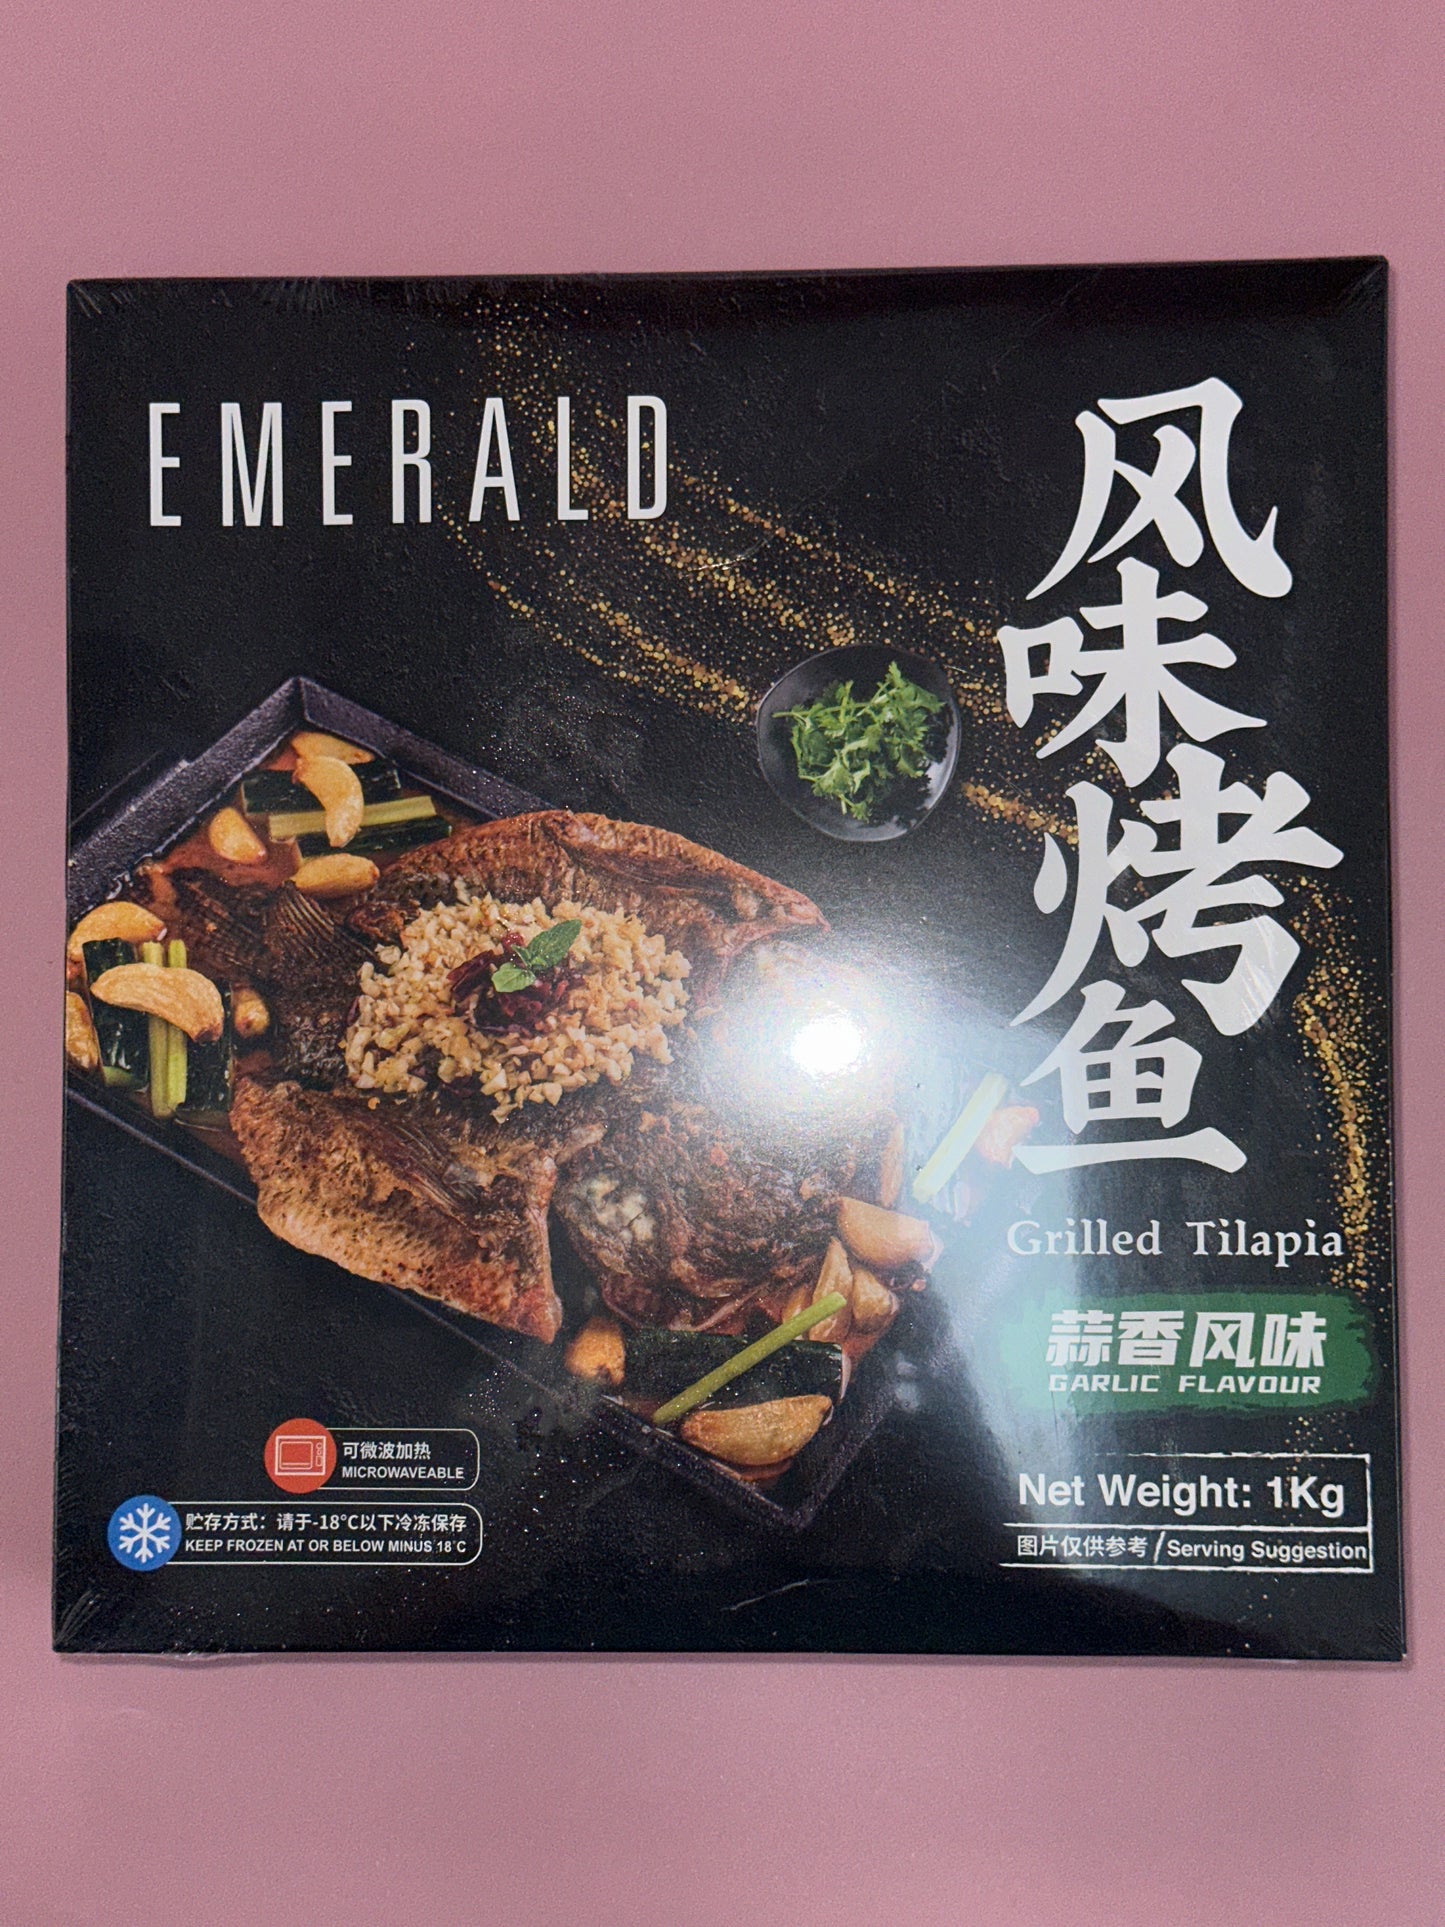 EMERALD
风味烤鱼
Grilled Tilapia
蒜香风味
GARLIC FLAVOUR
可微波加热
MICROWAVEABLE
贮存方式：请于-18°C以下冷冻保存
KEEP FROZEN AT OR BELOW MINUS 18°C
Net Weight: 1Kg
图片仅供参考/Serving Suggestion